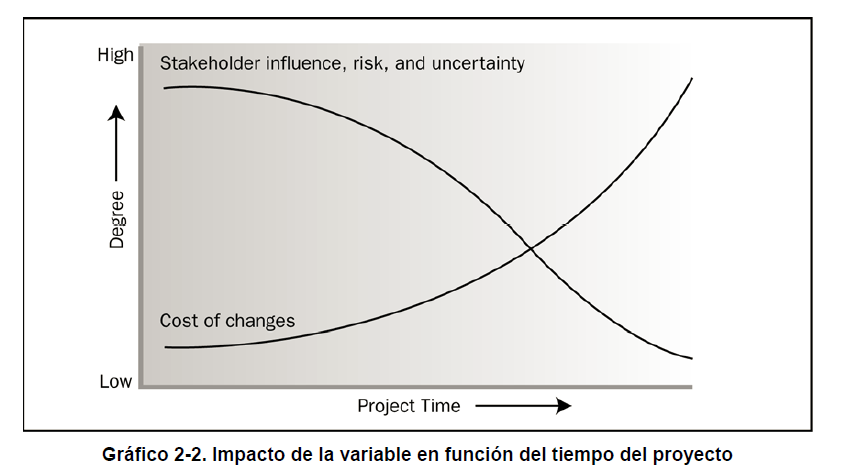 High
Stakeholder influence, risk, and uncertainty
Degree
Cost of changes
Low
Project Time
Gráfico 2-2. Impacto de la variable en función del tiempo del proyecto